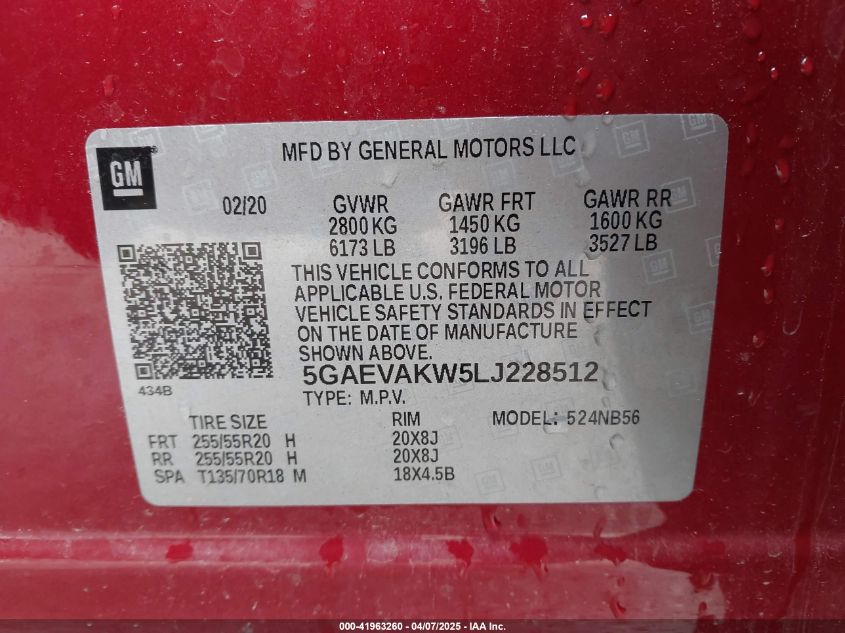 GM
MFD BY GENERAL MOTORS LLC
02/20 GVWR GAWR FRT GAWR RR
2800 KG 1450 KG 1600 KG
6173 LB 3196 LB 3527 LB
THIS VEHICLE CONFORMS TO ALL
APPLICABLE U.S. FEDERAL MOTOR
VEHICLE SAFETY STANDARDS IN EFFECT
ON THE DATE OF MANUFACTURE
SHOWN ABOVE.
434B
5GAEVAKW5LJ228512
TYPE: M.P.V.
TIRE SIZE RIM MODEL: 524NB56
FRT 255/55R20 H 20X8J
RR 255/55R20 H 20X8J
SPA T135/70R18 M 18X4.5B
000-41963260 - 04/07/2025 - IAA Inc.